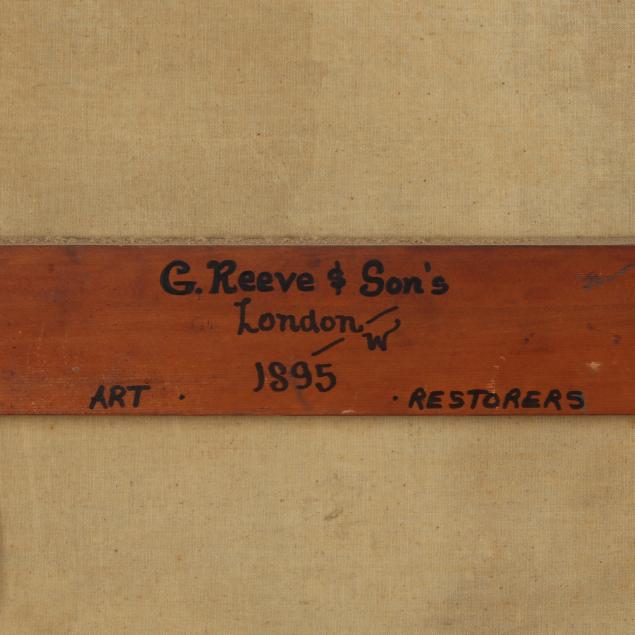 G. Reeve & Son's
London W
1895
ART · · RESTORERS